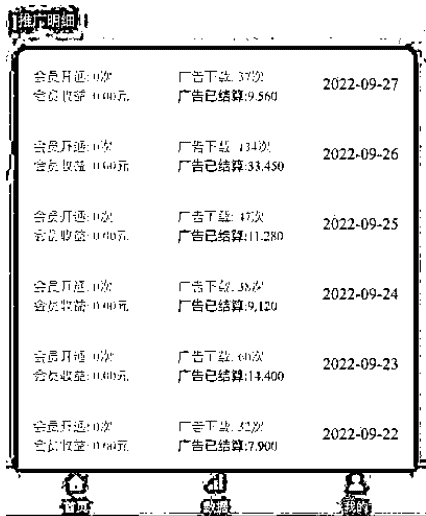 推广明细
会员开通:0次 广告下载:37次
会员收益:0.00元 广告已结算:9.560
2022-09-27
会员开通:0次 广告下载:134次
会员收益:0.00元 广告已结算:33.450
2022-09-26
会员开通:0次 广告下载:47次
会员收益:0.00元 广告已结算:11.280
2022-09-25
会员开通:0次 广告下载:38次
会员收益:0.00元 广告已结算:9.120
2022-09-24
会员开通:0次 广告下载:60次
会员收益:0.00元 广告已结算:14.400
2022-09-23
会员开通:0次 广告下载:32次
会员收益:0.00元 广告已结算:7.900
2022-09-22
首页 数据 我的